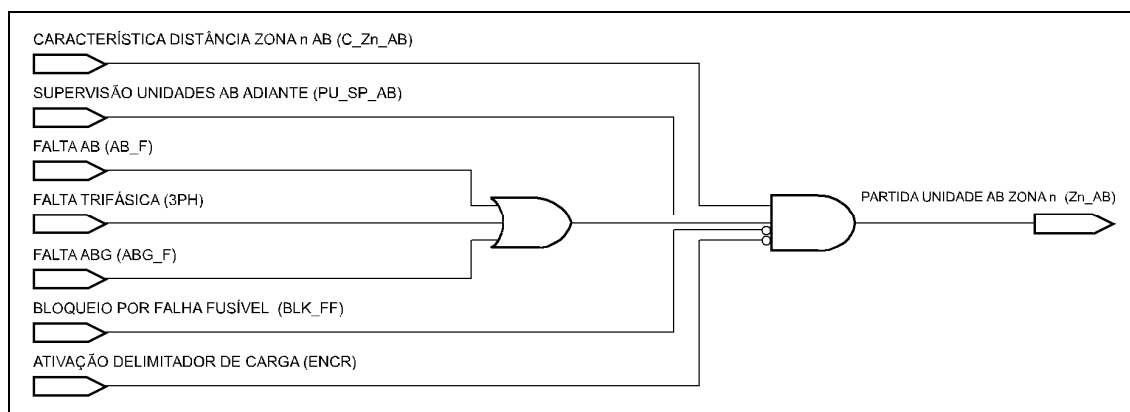 CARACTERÍSTICA DISTÂNCIA ZONA n AB (C_Zn_AB)
SUPERVISÃO UNIDADES AB ADIANTE (PU_SP_AB)
FALTA AB (AB_F)
FALTA TRIFÁSICA (3PH)
PARTIDA UNIDADE AB ZONA n (Zn_AB)
FALTA ABG (ABG_F)
BLOQUEIO POR FALHA FUSÍVEL (BLK_FF)
ATIVAÇÃO DELIMITADOR DE CARGA (ENCR)